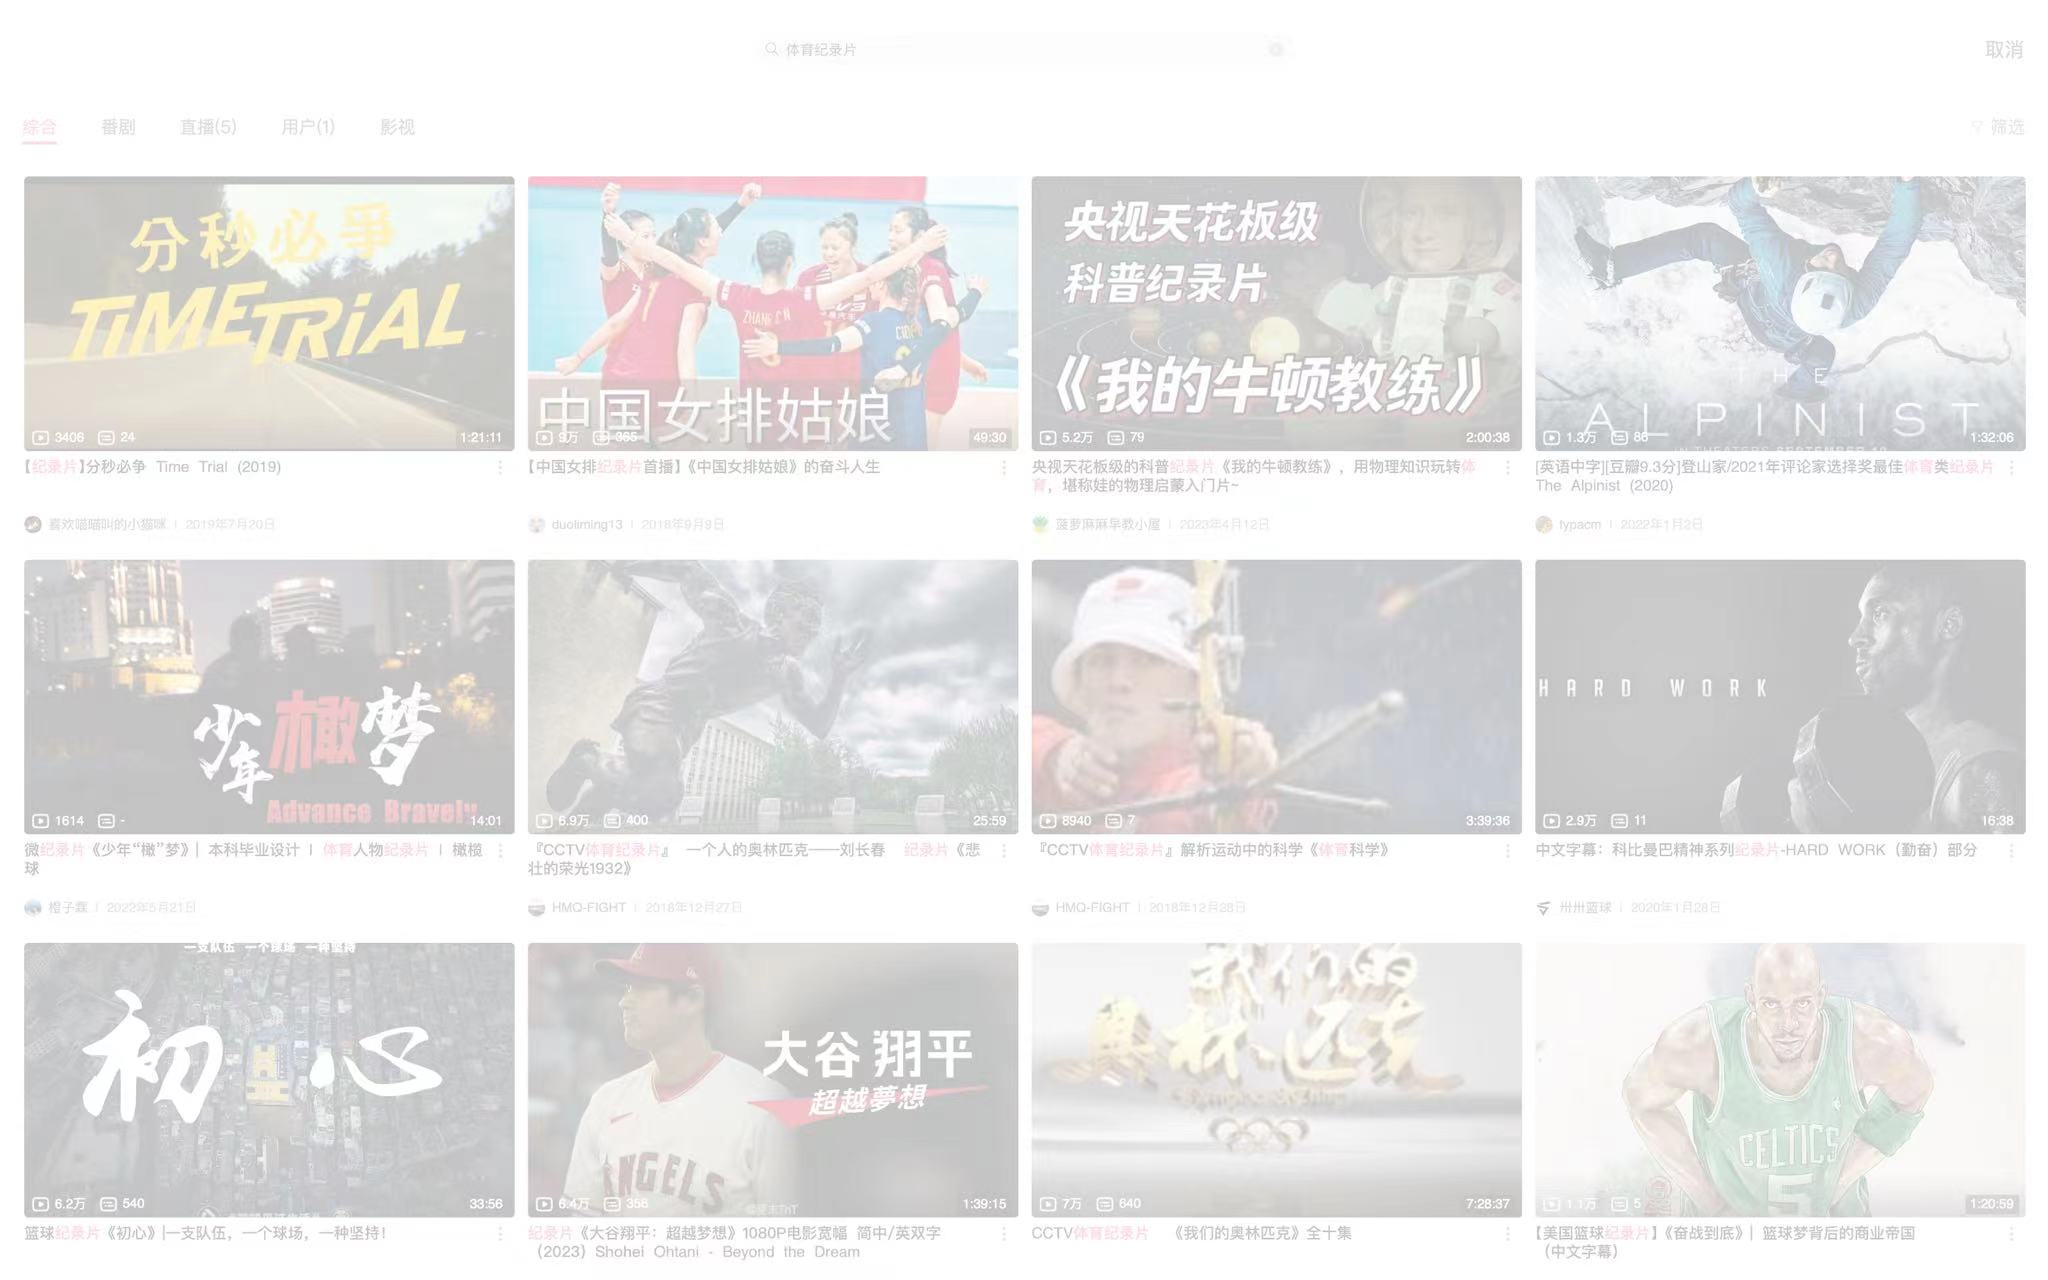 体育纪录片
取消
综合
番剧
直播(5)
用户(1)
影视
筛选
分秒必爭
TiMETRiAL
3406 24 1:21:11
【纪录片】分秒必争 Time Trial (2019)
喜欢喵喵叫的小猫咪 | 2019年7月20日
ZHANG C N
中国女排姑娘
9万 365 49:30
【中国女排纪录片首播】《中国女排姑娘》的奋斗人生
duoliming13 | 2018年9月9日
央视天花板级
科普纪录片
《我的牛顿教练》
5.2万 79 2:00:38
央视天花板级的科普纪录片《我的牛顿教练》，用物理知识玩转体
育，堪称娃的物理启蒙入门片~
菠萝麻麻早教小屋 | 2023年4月12日
THE
ALPINIST
IN THEATERS SEPTEMBER 10
1.3万 86 1:32:06
[英语中字][豆瓣9.3分]登山家/2021年评论家选择奖最佳体育类纪录片
The Alpinist (2020)
typacm | 2022年1月2日
少年橄梦
Advance Bravely
1614 - 14:01
微纪录片《少年“橄”梦》| 本科毕业设计 | 体育人物纪录片 | 橄榄
球
橙子霖 | 2022年5月21日
6.9万 400 25:59
『CCTV体育纪录片』 一个人的奥林匹克——刘长春 纪录片《悲
壮的荣光1932》
HMQ-FIGHT | 2018年12月27日
8940 7 3:39:36
『CCTV体育纪录片』解析运动中的科学《体育科学》
HMQ-FIGHT | 2018年12月28日
HARD WORK
2.9万 11 16:38
中文字幕：科比曼巴精神系列纪录片-HARD WORK（勤奋）部分
卅卅篮球 | 2020年1月28日
一支队伍 一个球场 一种坚持
初心
6.2万 540 33:56
篮球纪录片《初心》|一支队伍，一个球场，一种坚持！
大谷翔平
超越夢想
ANGELS
6.4万 356 1:39:15
纪录片《大谷翔平：超越梦想》1080P电影宽幅 简中/英双字
（2023）Shohei Ohtani - Beyond the Dream
我们的
奥林匹克
7万 640 7:28:37
CCTV体育纪录片 《我们的奥林匹克》全十集
CELTICS
5
1.1万 5 1:20:59
【美国篮球纪录片】《奋战到底》| 篮球梦背后的商业帝国
（中文字幕）